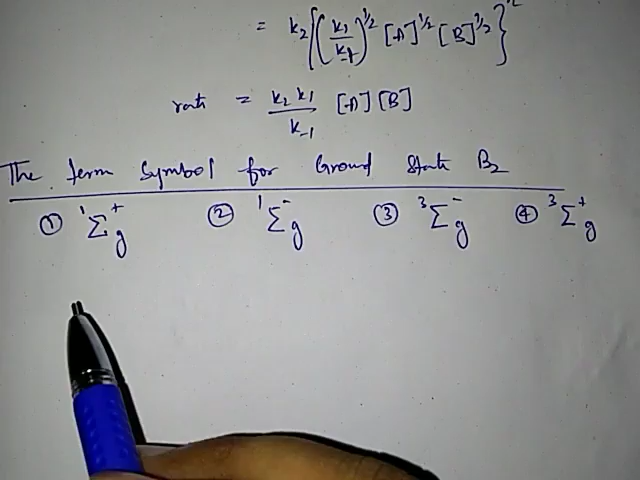 = k₂{(k₁/k₋₁)^1/2 [A]^1/2 [B]^1/2}²
rate = k₂ k₁ / k₋₁ [A] [B]
The term Symbol for Ground State B₂
① ¹Σg⁺ ② ¹Σg⁻ ③ ³Σg⁻ ④ ³Σg⁺